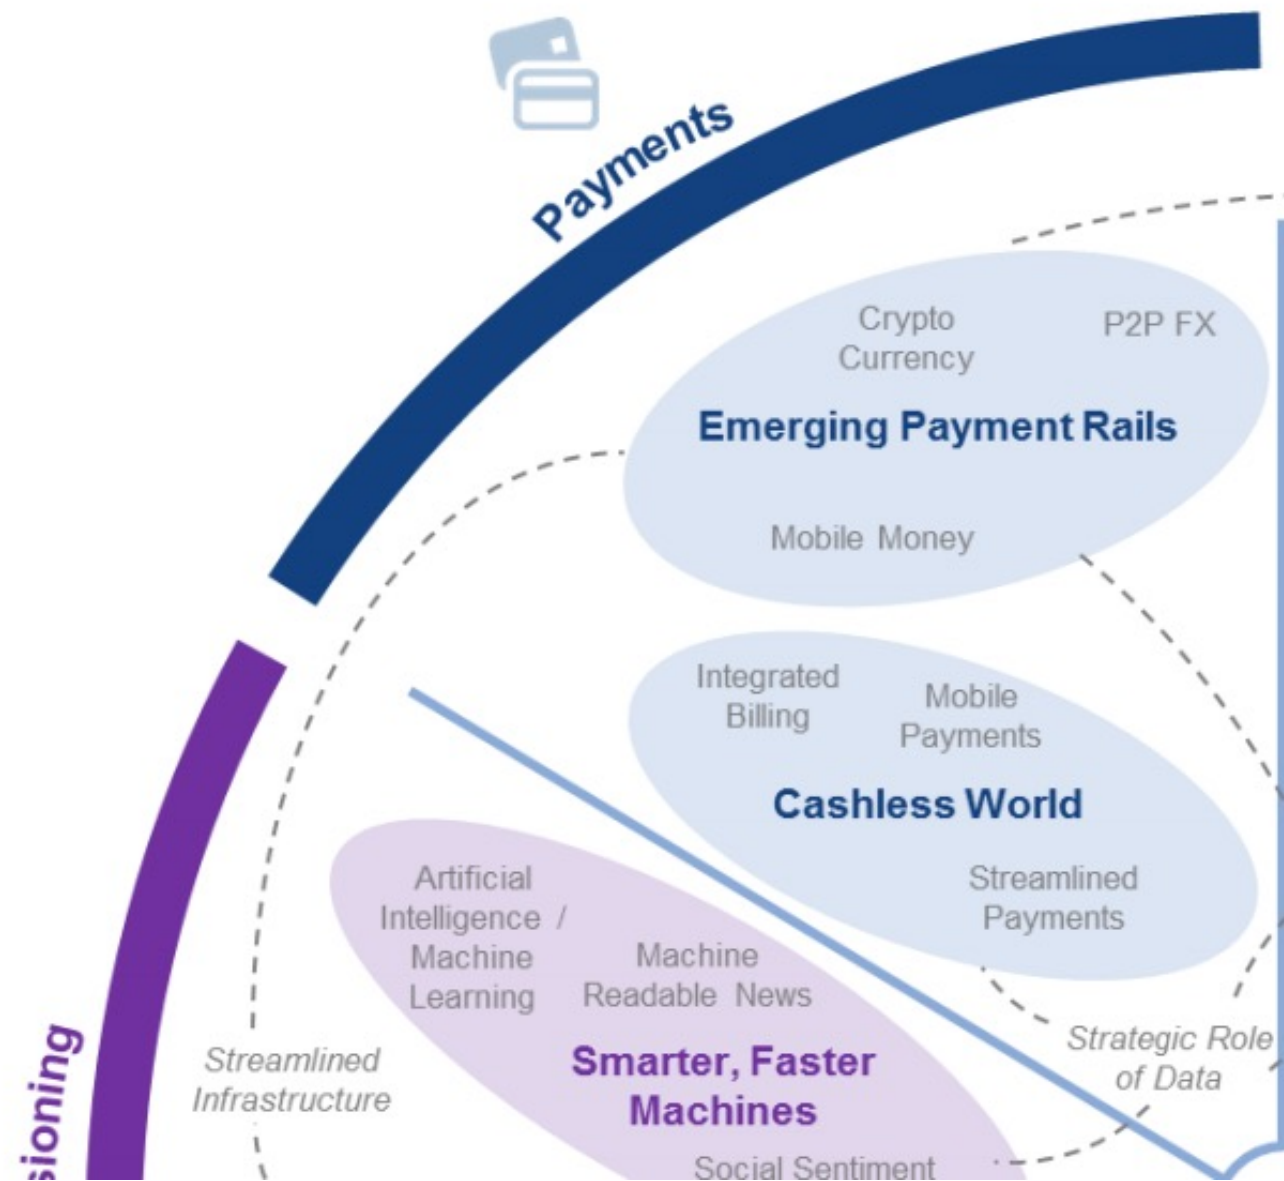 Payments
Crypto
Currency
P2P FX
Emerging Payment Rails
Mobile Money
Integrated
Billing
Mobile
Payments
Cashless World
Streamlined
Payments
Artificial
Intelligence /
Machine
Learning
Machine
Readable News
Smarter, Faster
Machines
Social Sentiment
Streamlined
Infrastructure
Strategic Role
of Data
sioning